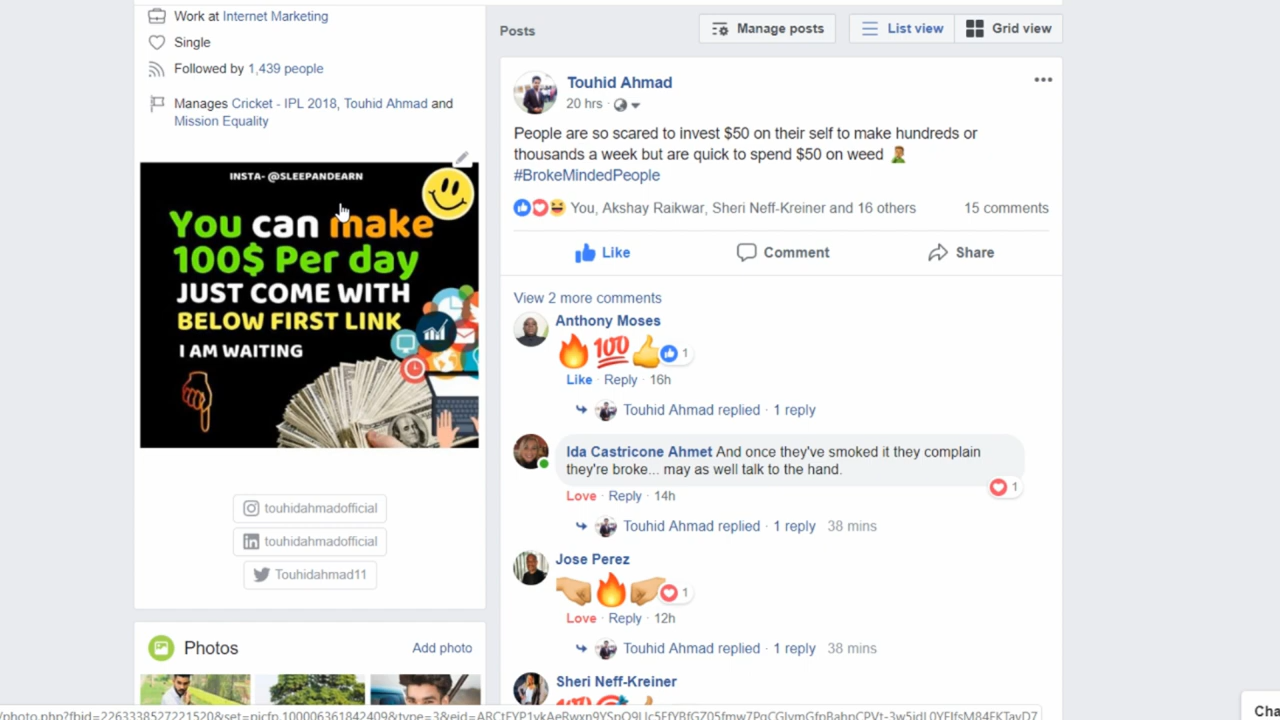 Work at Internet Marketing
Single
Followed by 1,439 people
Manages Cricket - IPL 2018, Touhid Ahmad and
Mission Equality
INSTA- @SLEEPANDEARN
You can make
100$ Per day
JUST COME WITH
BELOW FIRST LINK
I AM WAITING
touhidahmadofficial
touhidahmadofficial
Touhidahmad11
Photos
Add photo
Posts
Manage posts
List view
Grid view
Touhid Ahmad
20 hrs ·
People are so scared to invest $50 on their self to make hundreds or
thousands a week but are quick to spend $50 on weed
#BrokeMindedPeople
You, Akshay Raikwar, Sheri Neff-Kreiner and 16 others
15 comments
Like
Comment
Share
View 2 more comments
Anthony Moses
100
1
Like · Reply · 16h
Touhid Ahmad replied · 1 reply
Ida Castricone Ahmet And once they've smoked it they complain
they're broke... may as well talk to the hand.
1
Love · Reply · 14h
Touhid Ahmad replied · 1 reply 38 mins
Jose Perez
1
Love · Reply · 12h
Touhid Ahmad replied · 1 reply 38 mins
Sheri Neff-Kreiner
Cha